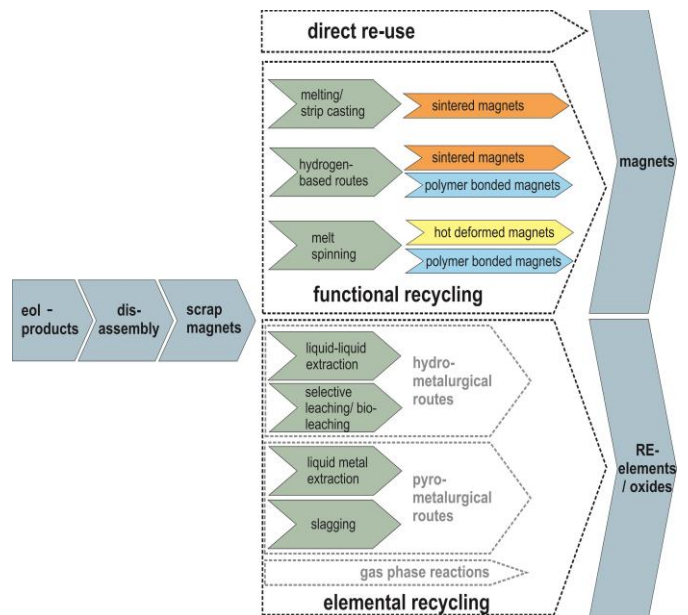 direct re-use
melting/
strip casting
sintered magnets
hydrogen-
based routes
sintered magnets
polymer bonded magnets
melt
spinning
hot deformed magnets
polymer bonded magnets
functional recycling
magnets
eol -
products
dis-
assembly
scrap
magnets
liquid-liquid
extraction
selective
leaching/ bio-
leaching
hydro-
metalurgical
routes
liquid metal
extraction
slagging
pyro-
metalurgical
routes
gas phase reactions
elemental recycling
RE-
elements
/ oxides